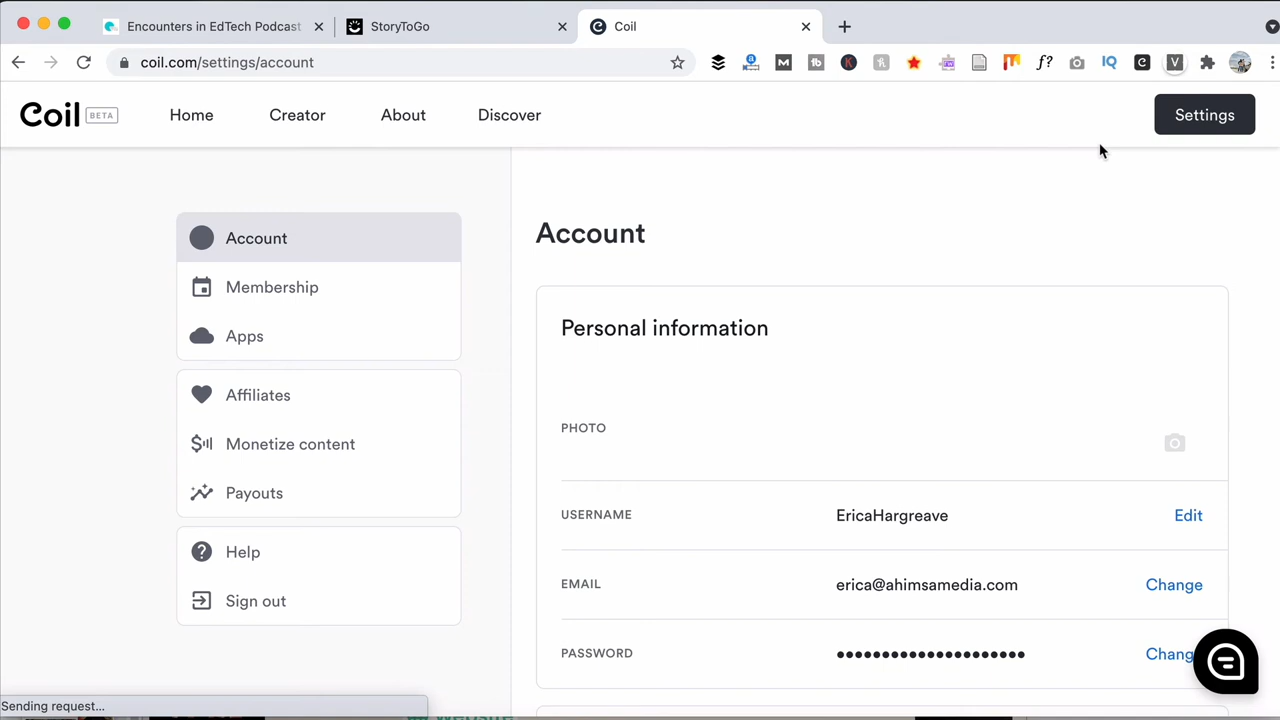 Encounters in EdTech Podcast
StoryToGo
Coil
coil.com/settings/account
Coil BETA
Home
Creator
About
Discover
Settings
Account
Membership
Apps
Affiliates
Monetize content
Payouts
Help
Sign out
Account
Personal information
PHOTO
USERNAME
EricaHargreave
Edit
EMAIL
erica@ahimsamedia.com
Change
PASSWORD
●●●●●●●●●●●●●●●●●●●●
Chang
Sending request...